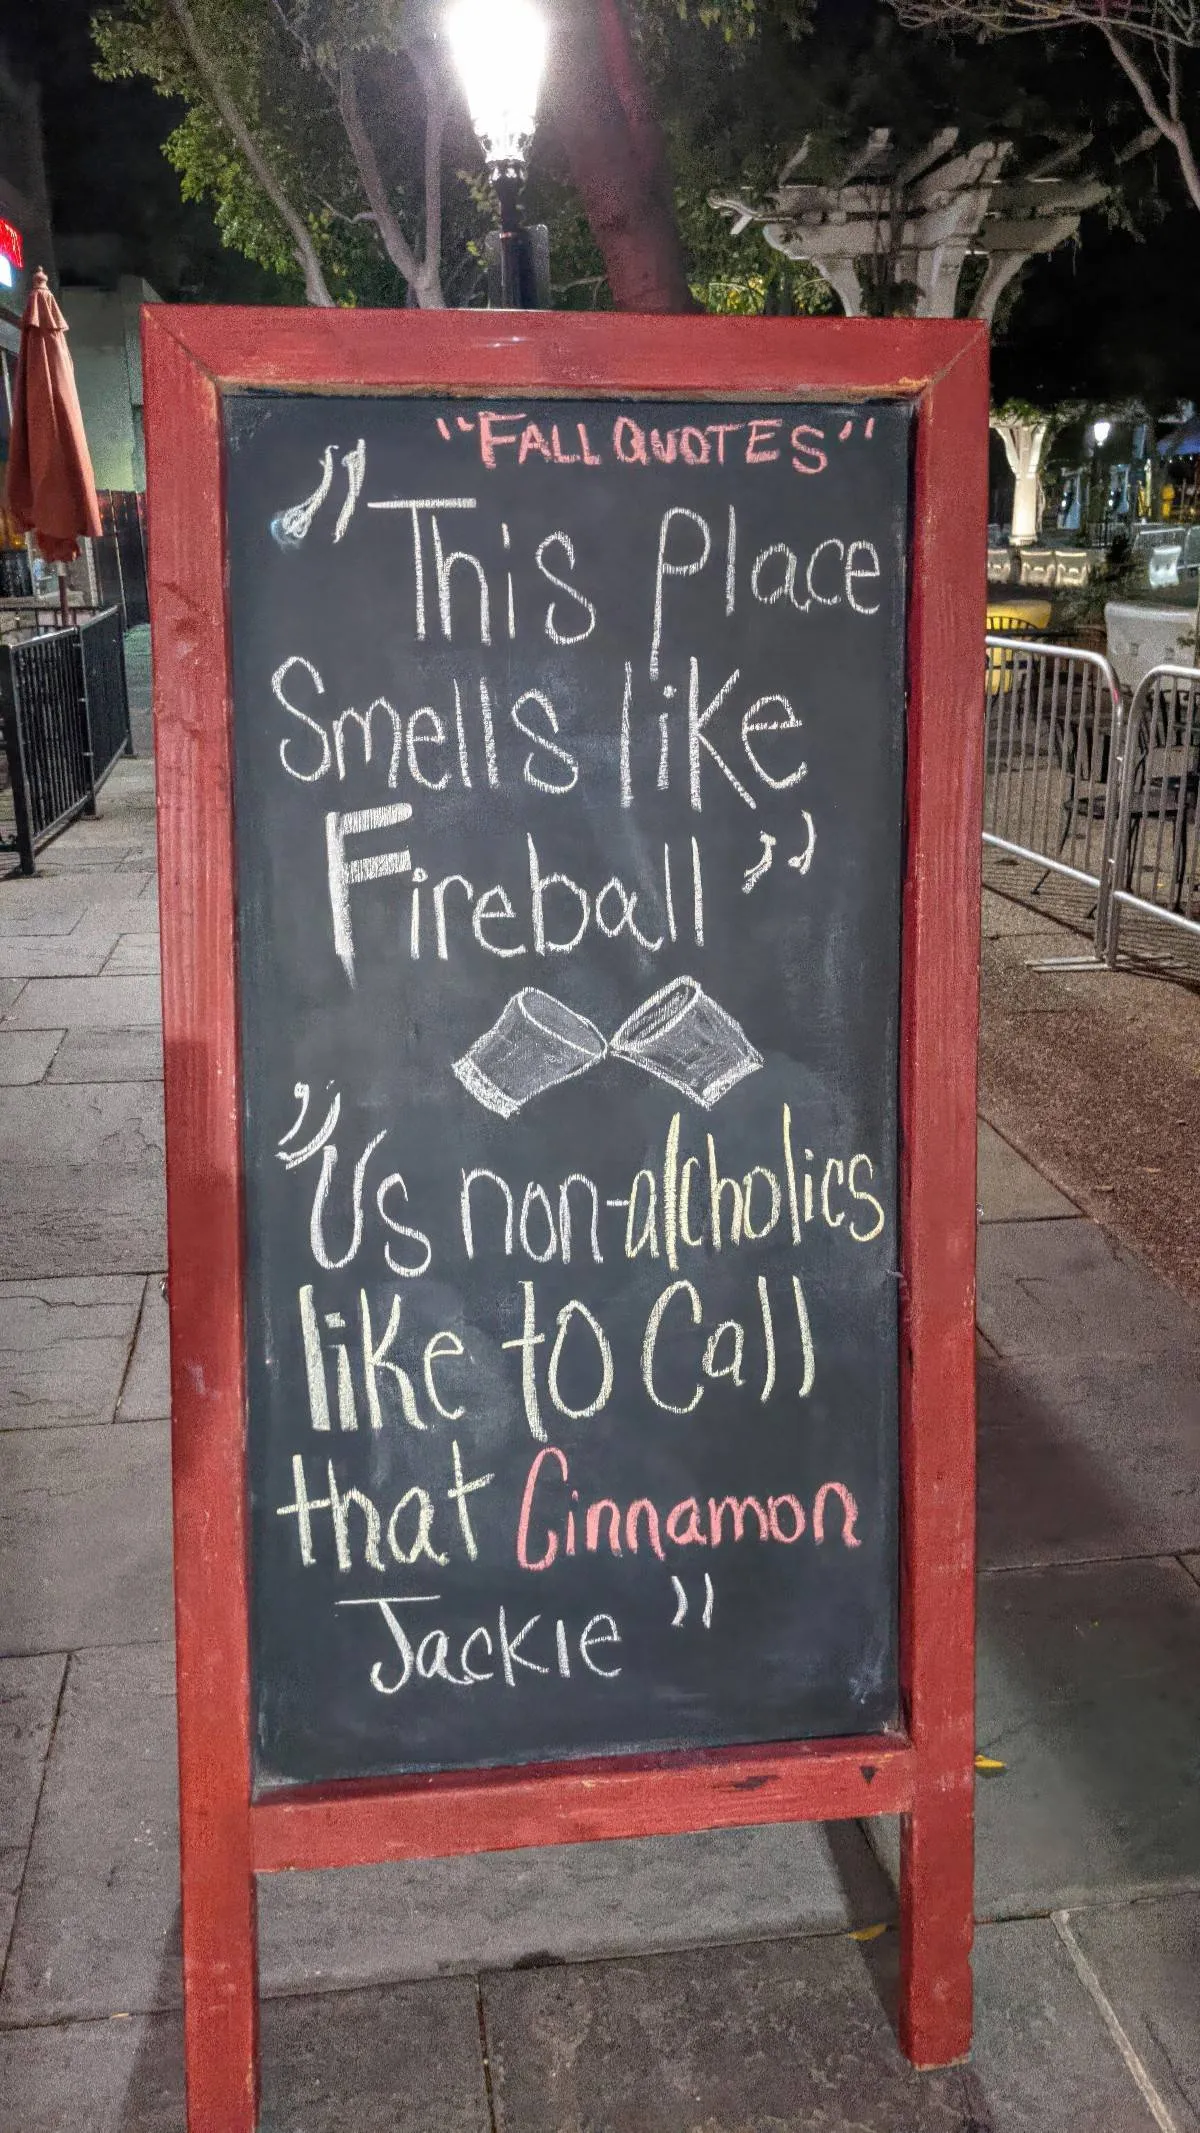 "FALL QUOTES"
"This Place
Smells like
Fireball"
"Us non-alcholics
like to Call
that Cinnamon
Jackie"